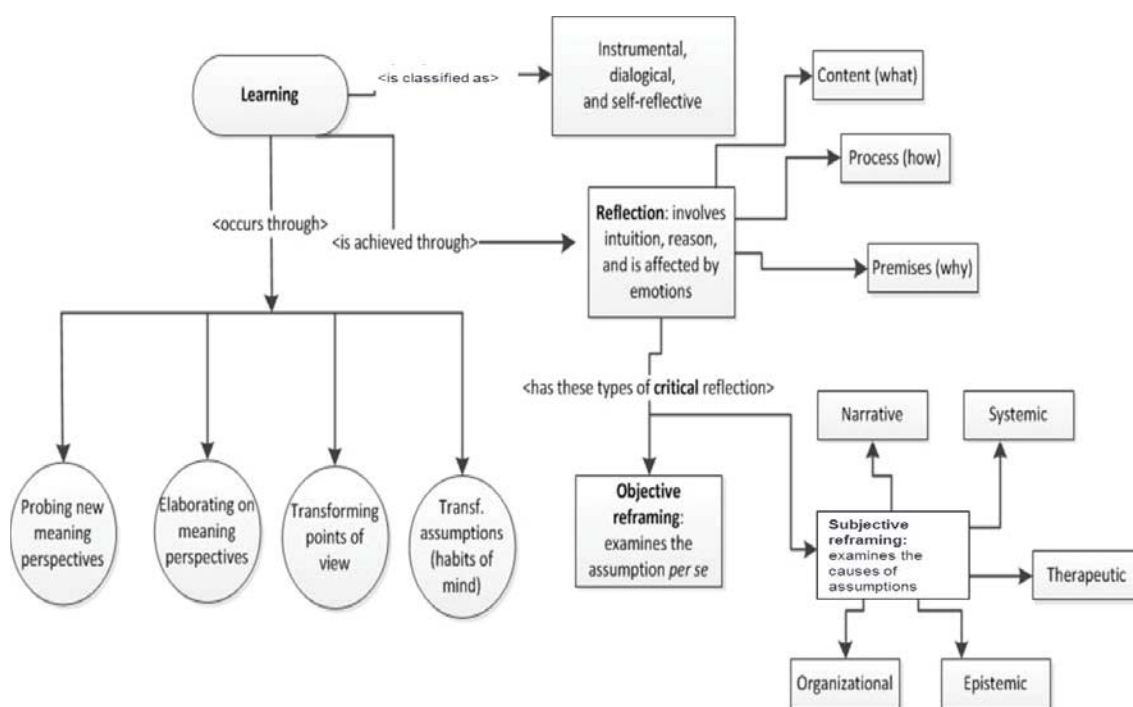 Learning
<is classified as>
Instrumental,
dialogical,
and self-reflective
Content (what)
Process (how)
Premises (why)
<occurs through>
<is achieved through>
Reflection: involves
intuition, reason,
and is affected by
emotions
<has these types of critical reflection>
Probing new
meaning
perspectives
Elaborating on
meaning
perspectives
Transforming
points of
view
Transf.
assumptions
(habits of
mind)
Objective
reframing:
examines the
assumption per se
Narrative
Systemic
Subjective
reframing:
examines the
causes of
assumptions
Therapeutic
Organizational
Epistemic